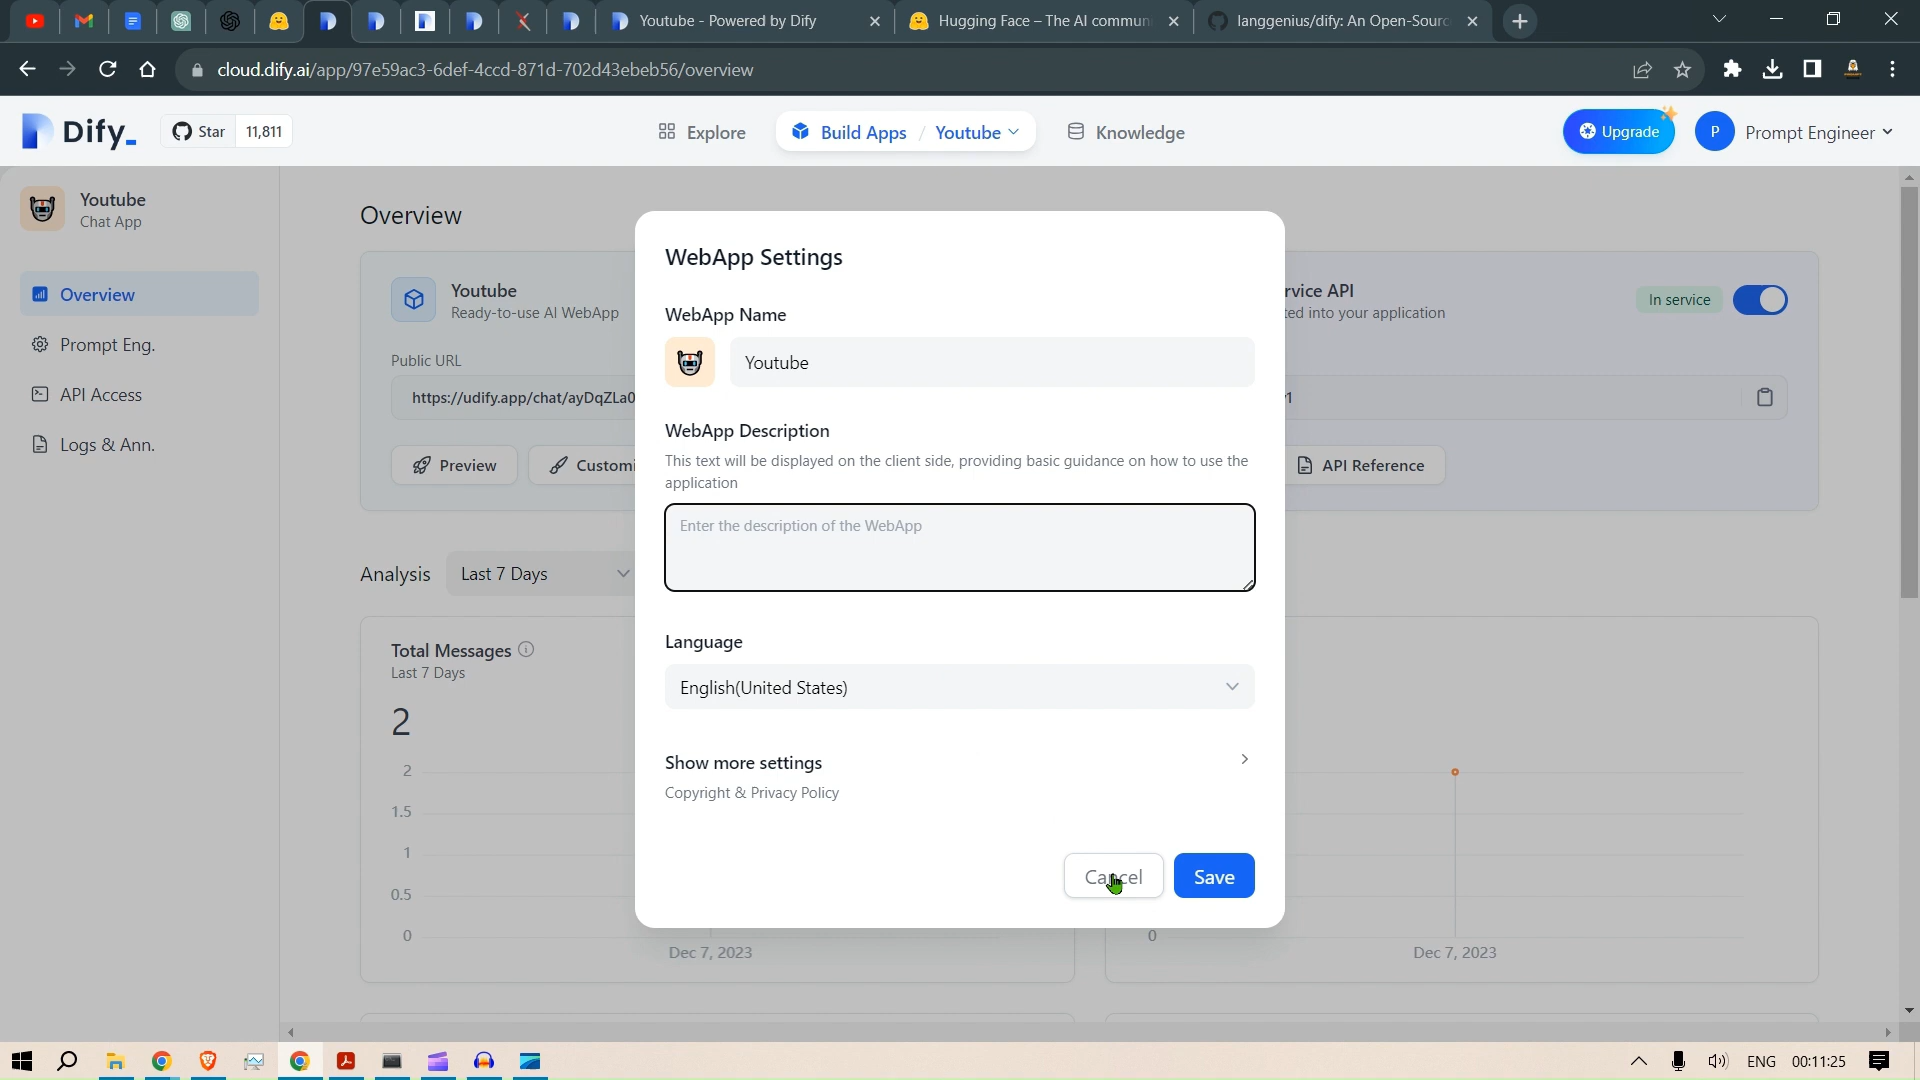 Youtube - Powered by Dify
Hugging Face – The AI commun
langgenius/dify: An Open-Sourc
cloud.dify.ai/app/97e59ac3-6def-4ccd-871d-702d43ebeb56/overview
Dify_
Star 11,811
Explore
Build Apps / Youtube
Knowledge
Upgrade
P Prompt Engineer
Youtube
Chat App
Overview
Prompt Eng.
API Access
Logs & Ann.
Overview
Youtube
Ready-to-use AI WebApp
Public URL
https://udify.app/chat/ayDqZLa0
Preview
Customi
rvice API
ted into your application
In service
API Reference
Analysis
Last 7 Days
Total Messages
Last 7 Days
2
2
1.5
1
0.5
0
Dec 7, 2023
0
Dec 7, 2023
WebApp Settings
WebApp Name
Youtube
WebApp Description
This text will be displayed on the client side, providing basic guidance on how to use the
application
Enter the description of the WebApp
Language
English(United States)
Show more settings
Copyright & Privacy Policy
Cancel
Save
ENG 00:11:25